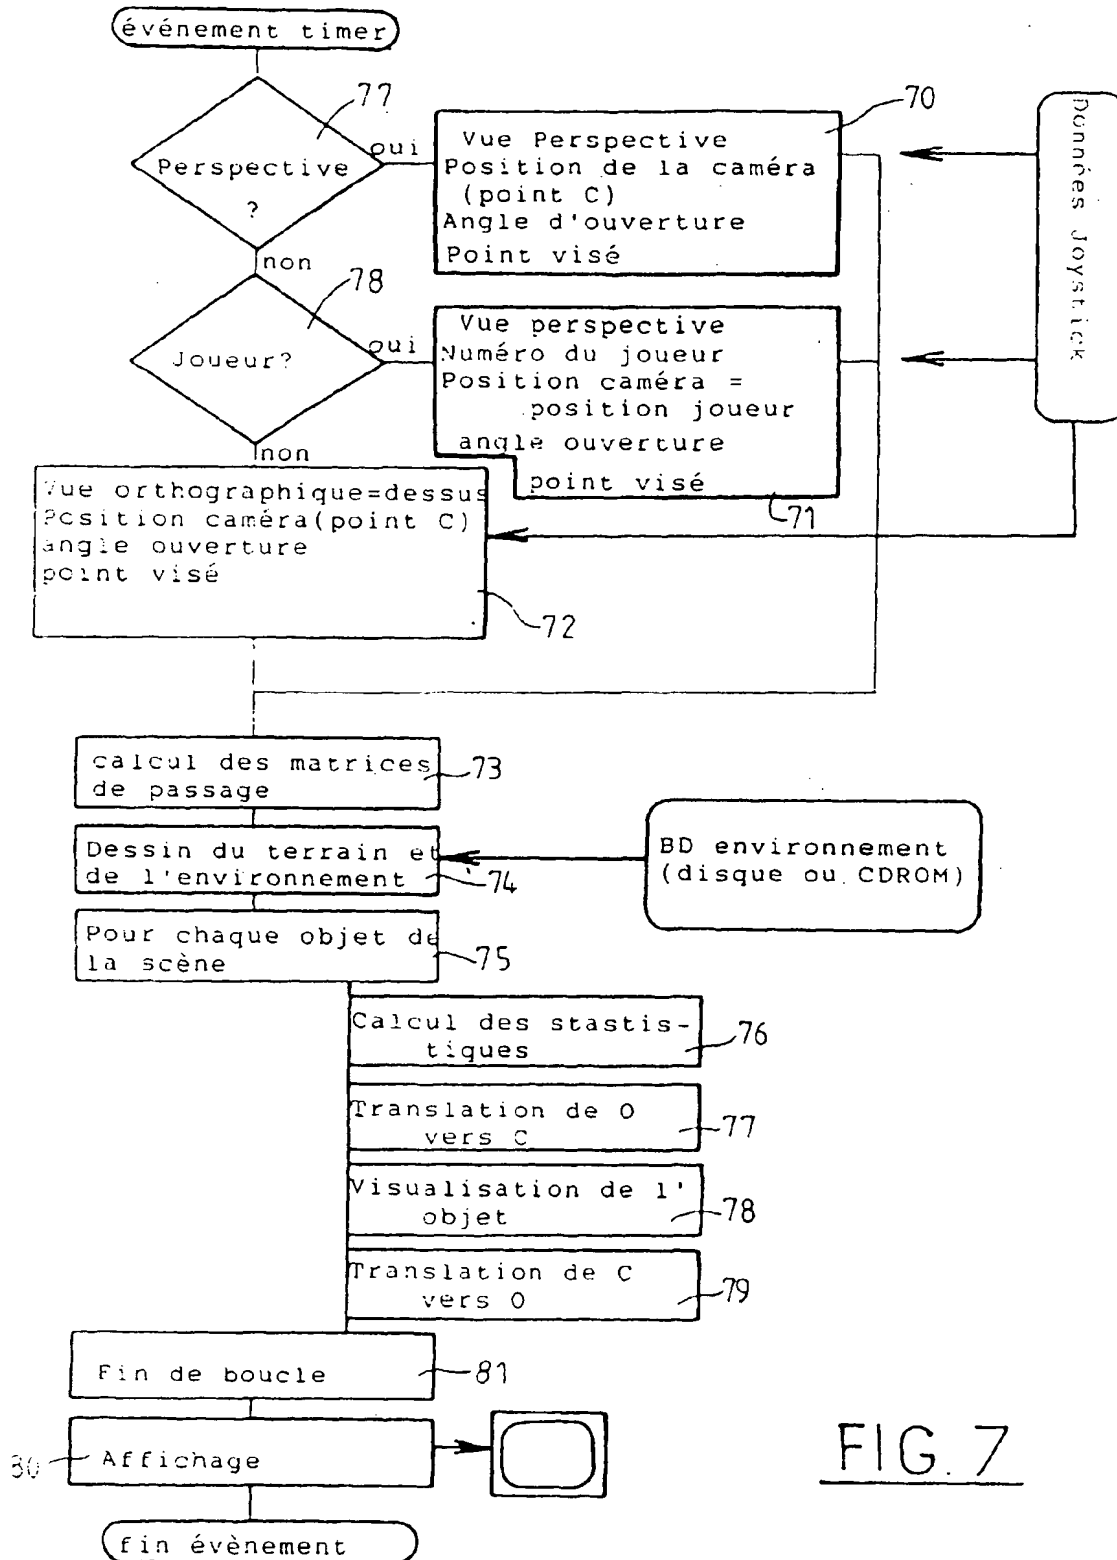 événement timer
77
Perspective
?
oui
non
70
Vue Perspective
Position de la caméra
(point C)
Angle d'ouverture
Point visé
Données Joystick
78
Joueur?
oui
non
Vue perspective
Numéro du joueur
Position caméra =
position joueur
angle ouverture
point visé
71
Vue orthographique=dessus
Position caméra(point C)
angle ouverture
point visé
72
calcul des matrices
de passage
73
Dessin du terrain et
de l'environnement
74
BD environnement
(disque ou CDROM)
Pour chaque objet de
la scène
75
Calcul des stastis-
tiques
76
Translation de O
vers C
77
Visualisation de l'
objet
78
Translation de C
vers O
79
Fin de boucle
81
80
Affichage
fin évènement
FIG. 7